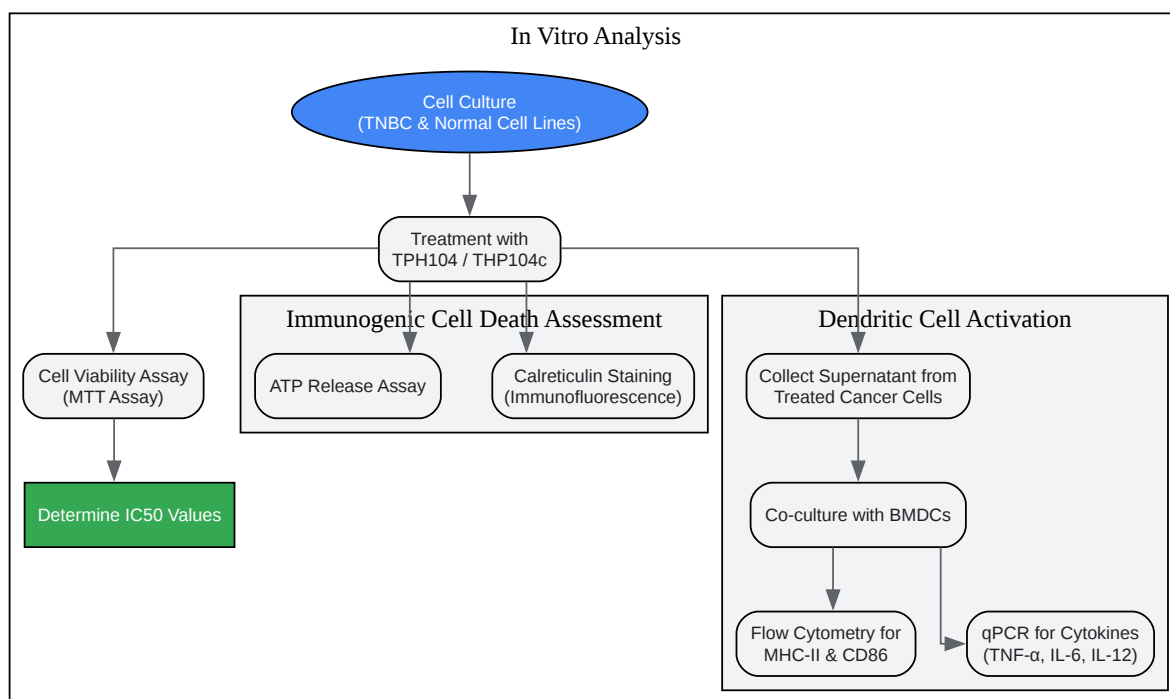 In Vitro Analysis
Cell Culture
(TNBC & Normal Cell Lines)
Treatment with
TPH104 / THP104c
Immunogenic Cell Death Assessment
Dendritic Cell Activation
Cell Viability Assay
(MTT Assay)
ATP Release Assay
Calreticulin Staining
(Immunofluorescence)
Collect Supernatant from
Treated Cancer Cells
Determine IC50 Values
Co-culture with BMDCs
Flow Cytometry for
MHC-II & CD86
qPCR for Cytokines
(TNF-α, IL-6, IL-12)